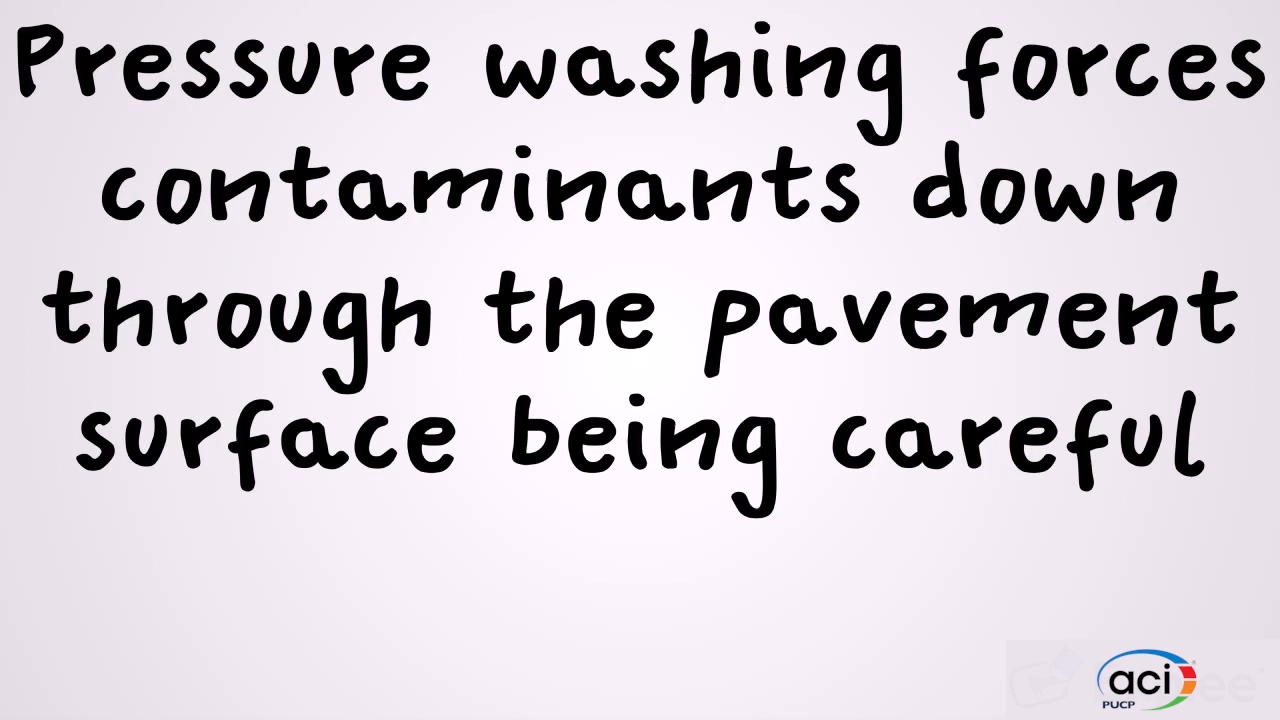 Pressure washing forces
contaminants down
through the pavement
surface being careful
aci
PUCP